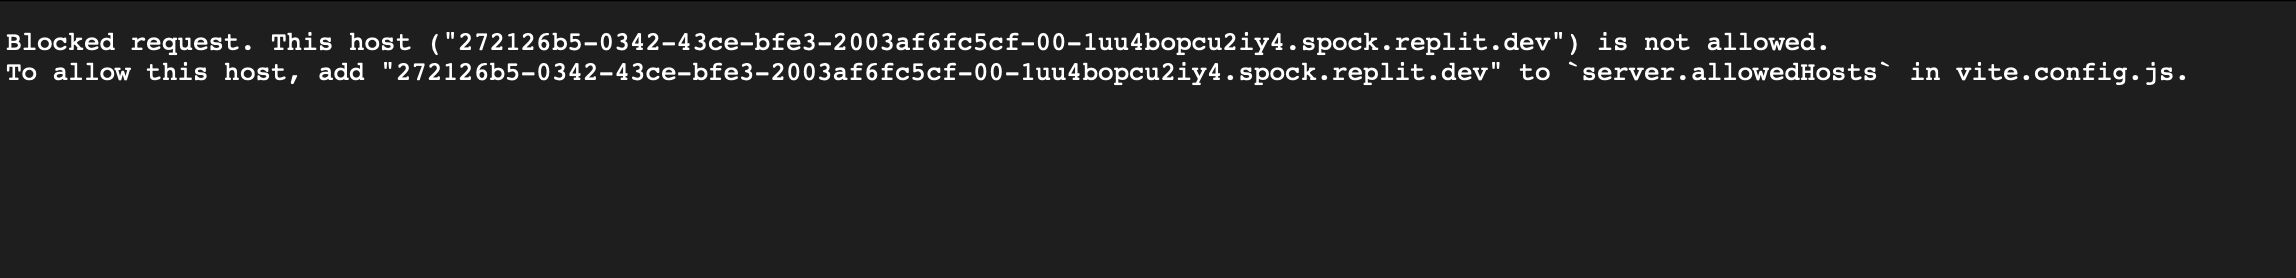 Blocked request. This host ("272126b5-0342-43ce-bfe3-2003af6fc5cf-00-1uu4bopcu2iy4.spock.replit.dev") is not allowed.
To allow this host, add "272126b5-0342-43ce-bfe3-2003af6fc5cf-00-1uu4bopcu2iy4.spock.replit.dev" to `server.allowedHosts` in vite.config.js.